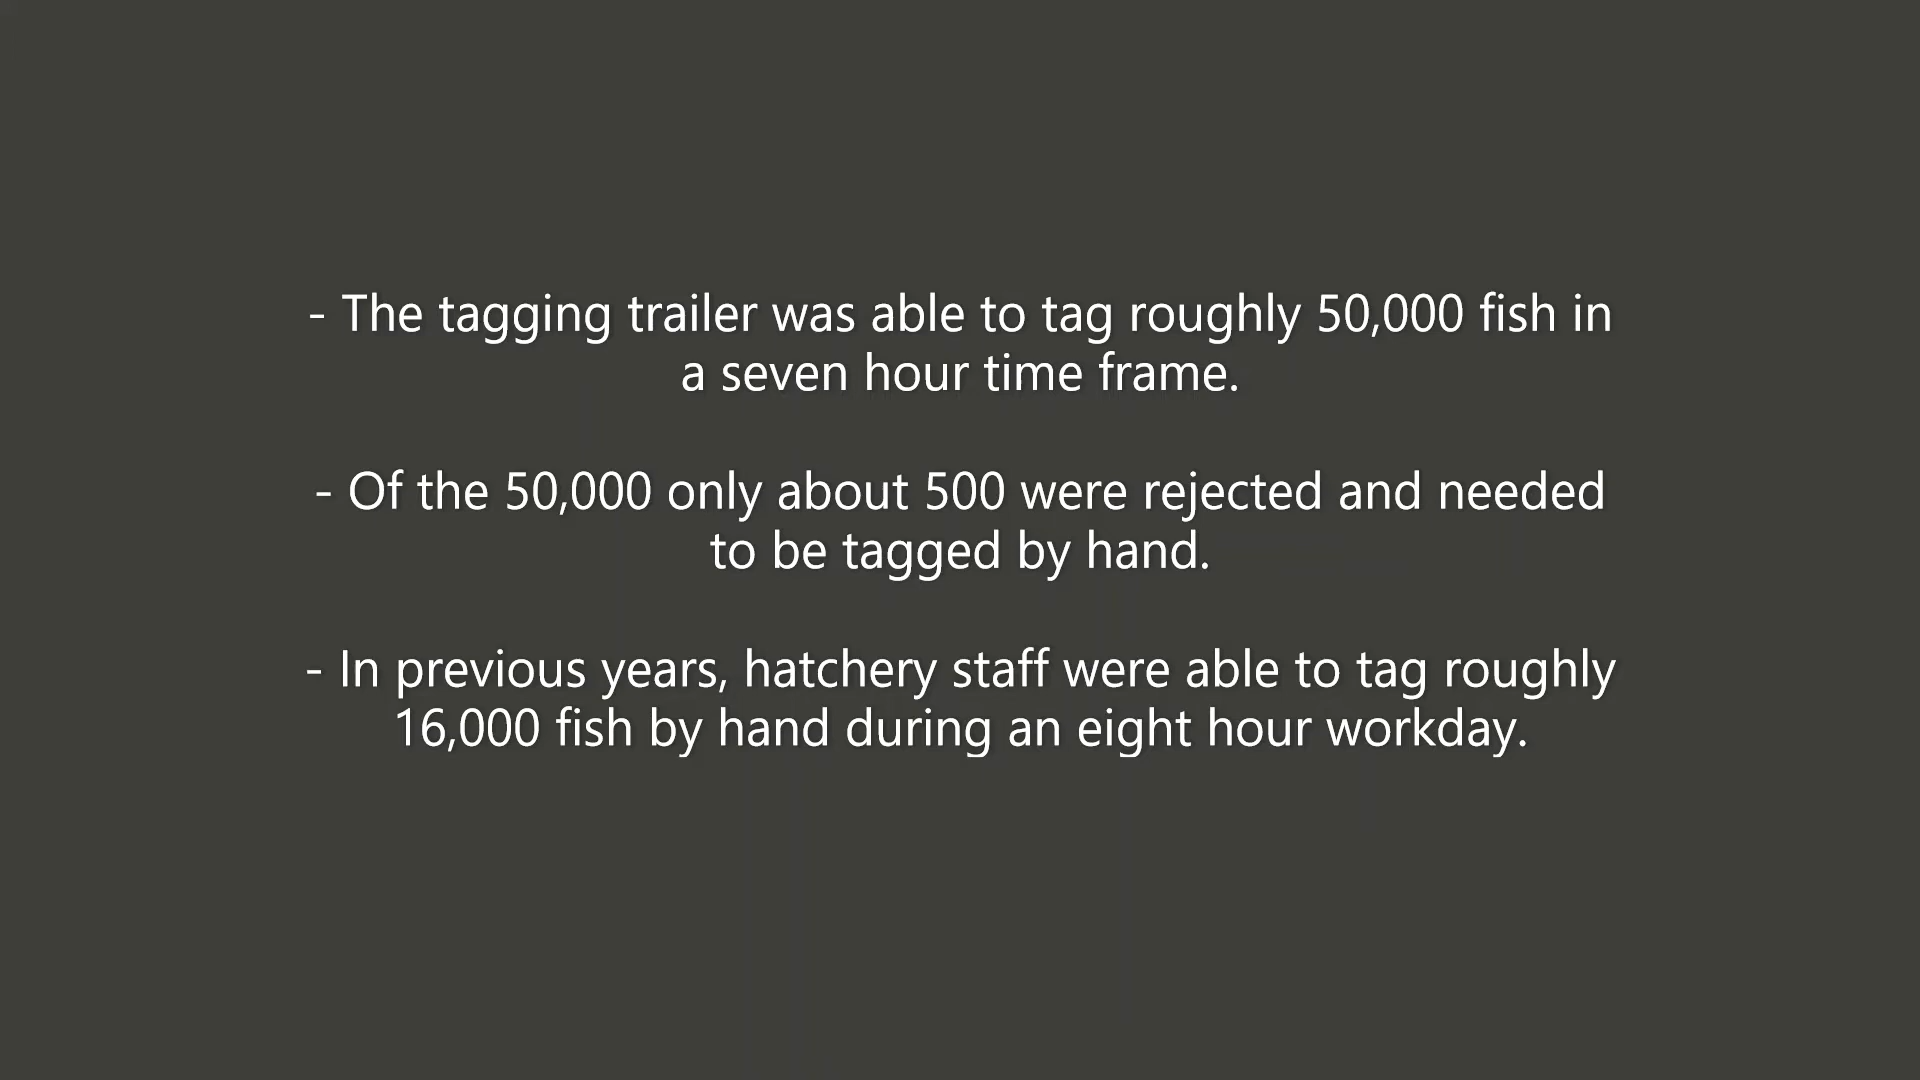 - The tagging trailer was able to tag roughly 50,000 fish in
a seven hour time frame.
- Of the 50,000 only about 500 were rejected and needed
to be tagged by hand.
- In previous years, hatchery staff were able to tag roughly
16,000 fish by hand during an eight hour workday.